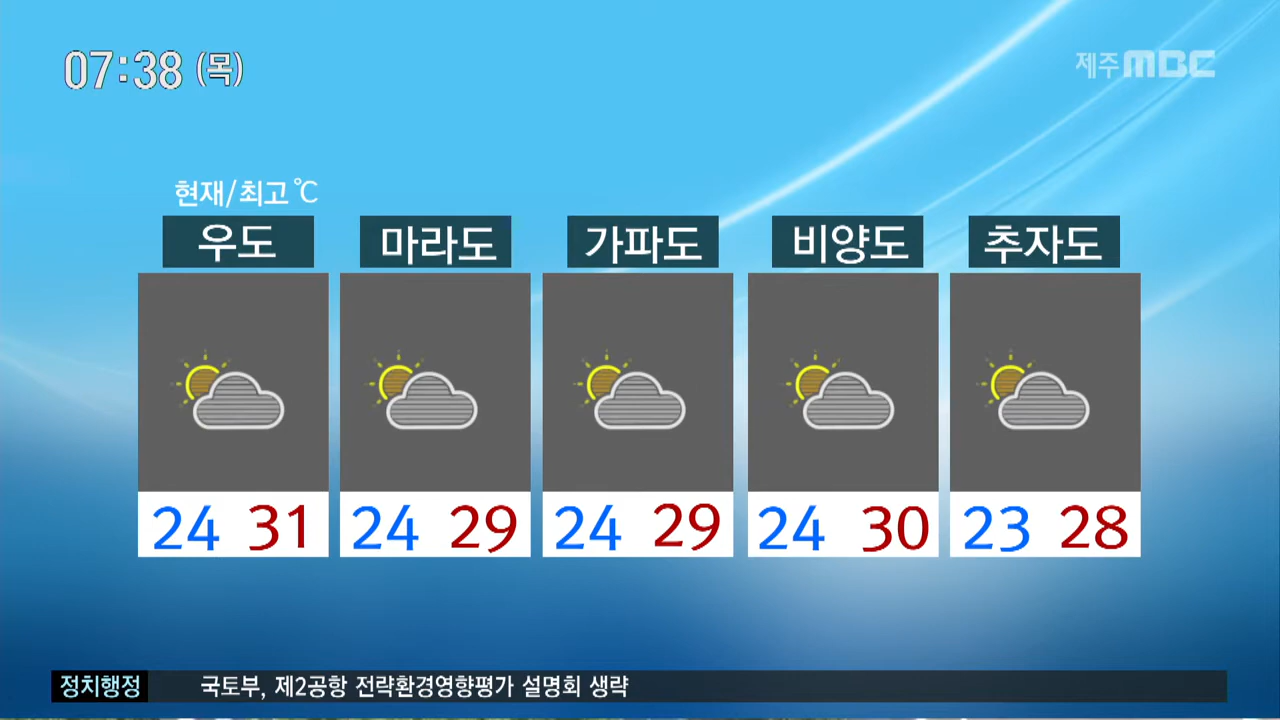 07:38 (목)
제주MBC
현재/최고℃
우도 마라도 가파도 비양도 추자도
24 31 24 29 24 29 24 30 23 28
정치행정 국토부, 제2공항 전략환경영향평가 설명회 생략